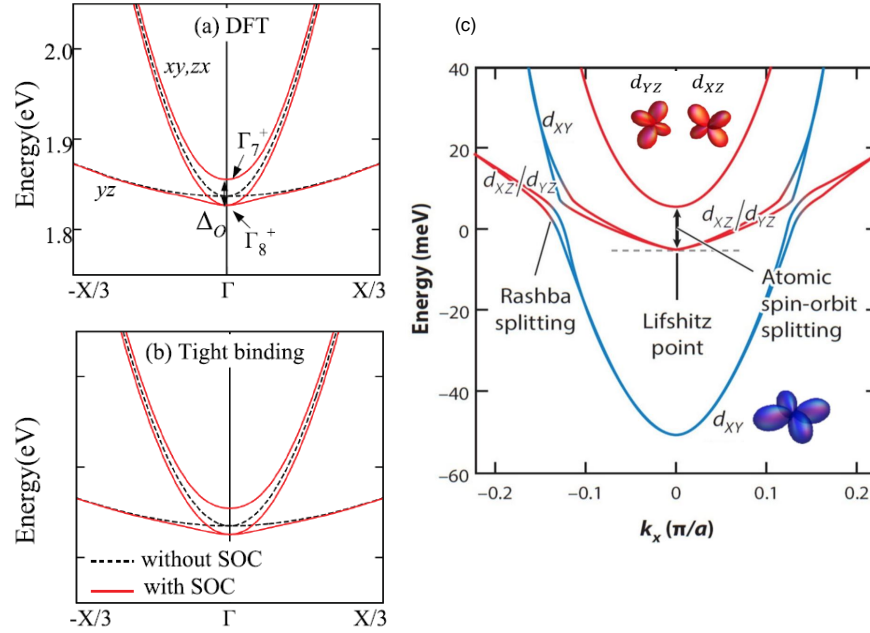 (a) DFT
2.0
1.9
1.8
Energy(eV)
xy,zx
yz
Γ7+
Γ8+
ΔO
-X/3
Γ
X/3
(b) Tight binding
Energy(eV)
without SOC
with SOC
-X/3
Γ
X/3
(c)
40
20
0
−20
−40
−60
Energy (meV)
dYZ
dXZ
dXY
dXZ/dYZ
dXZ/dYZ
Rashba
splitting
Lifshitz
point
Atomic
spin-orbit
splitting
dXY
−0.2
−0.1
0
0.1
0.2
kx (π/a)